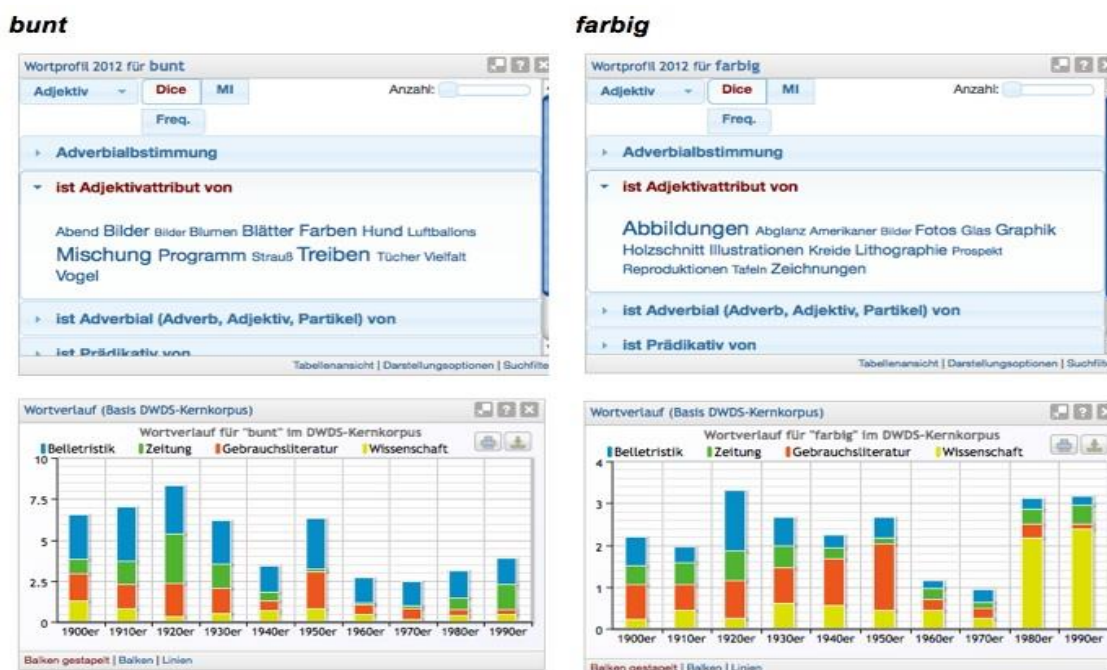 bunt
Wortprofil 2012 für bunt
Adjektiv Dice MI Anzahl:
Freq.
Adverbialbstimmung
ist Adjektivattribut von
Abend Bilder Bilder Blumen Blätter Farben Hund Luftballons
Mischung Programm Strauß Treiben Tücher Vielfalt
Vogel
ist Adverbial (Adverb, Adjektiv, Partikel) von
ist Prädikativ von
Tabellenansicht | Darstellungsoptionen | Suchfilte
farbig
Wortprofil 2012 für farbig
Adjektiv Dice MI Anzahl:
Freq.
Adverbialbstimmung
ist Adjektivattribut von
Abbildungen Abglanz Amerikaner Bilder Fotos Glas Graphik
Holzschnitt Illustrationen Kreide Lithographie Prospekt
Reproduktionen Tafeln Zeichnungen
ist Adverbial (Adverb, Adjektiv, Partikel) von
ist Prädikativ von
Tabellenansicht | Darstellungsoptionen | Suchfilte
Wortverlauf (Basis DWDS-Kernkorpus)
Wortverlauf für "bunt" im DWDS-Kernkorpus
Belletristik Zeitung Gebrauchsliteratur Wissenschaft
10
7.5
5
2.5
0
1900er 1910er 1920er 1930er 1940er 1950er 1960er 1970er 1980er 1990er
Balken gestapelt | Balken | Linien
Wortverlauf (Basis DWDS-Kernkorpus)
Wortverlauf für "farbig" im DWDS-Kernkorpus
Belletristik Zeitung Gebrauchsliteratur Wissenschaft
4
3
2
1
0
1900er 1910er 1920er 1930er 1940er 1950er 1960er 1970er 1980er 1990er
Balken gestapelt | Balken | Linien